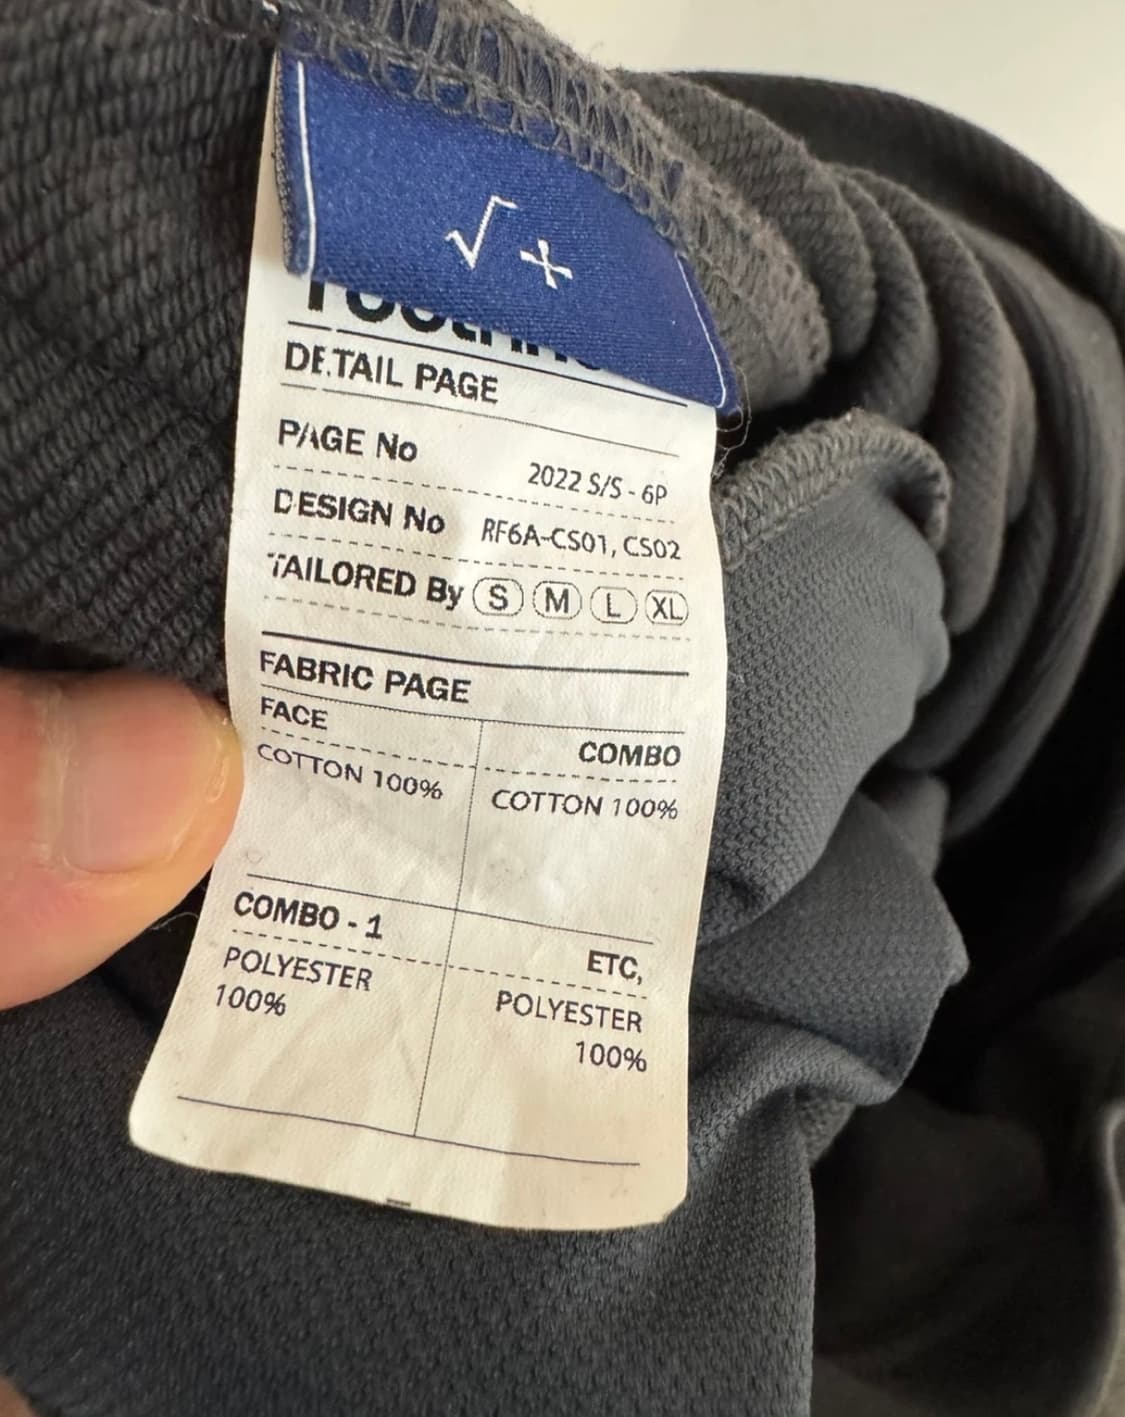 √+
DETAIL PAGE
PAGE No 2022 S/S - 6P
DESIGN No RF6A-CS01, CS02
TAILORED By S M L XL
FABRIC PAGE
FACE COMBO
COTTON 100% COTTON 100%
COMBO - 1 ETC,
POLYESTER POLYESTER
100% 100%